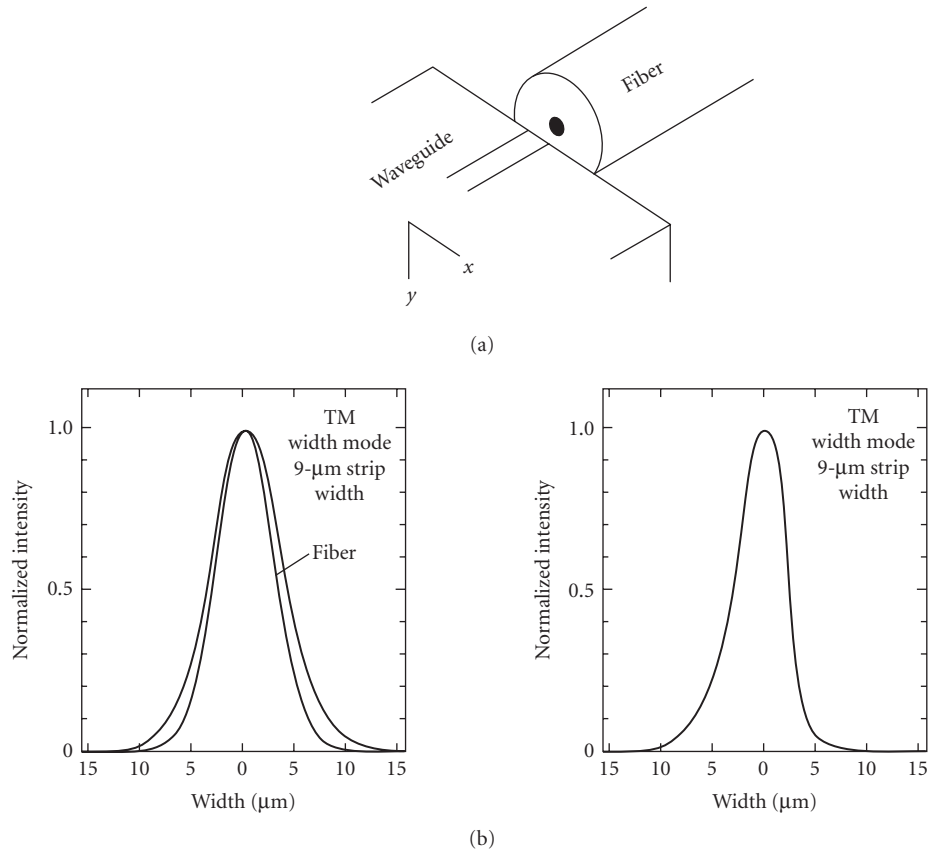 Fiber
Waveguide
x
y
(a)
1.0
0.5
0
Normalized intensity
TM
width mode
9-μm strip
width
Fiber
15 10 5 0 5 10 15
Width (μm)
1.0
0.5
0
Normalized intensity
TM
width mode
9-μm strip
width
15 10 5 0 5 10 15
Width (μm)
(b)